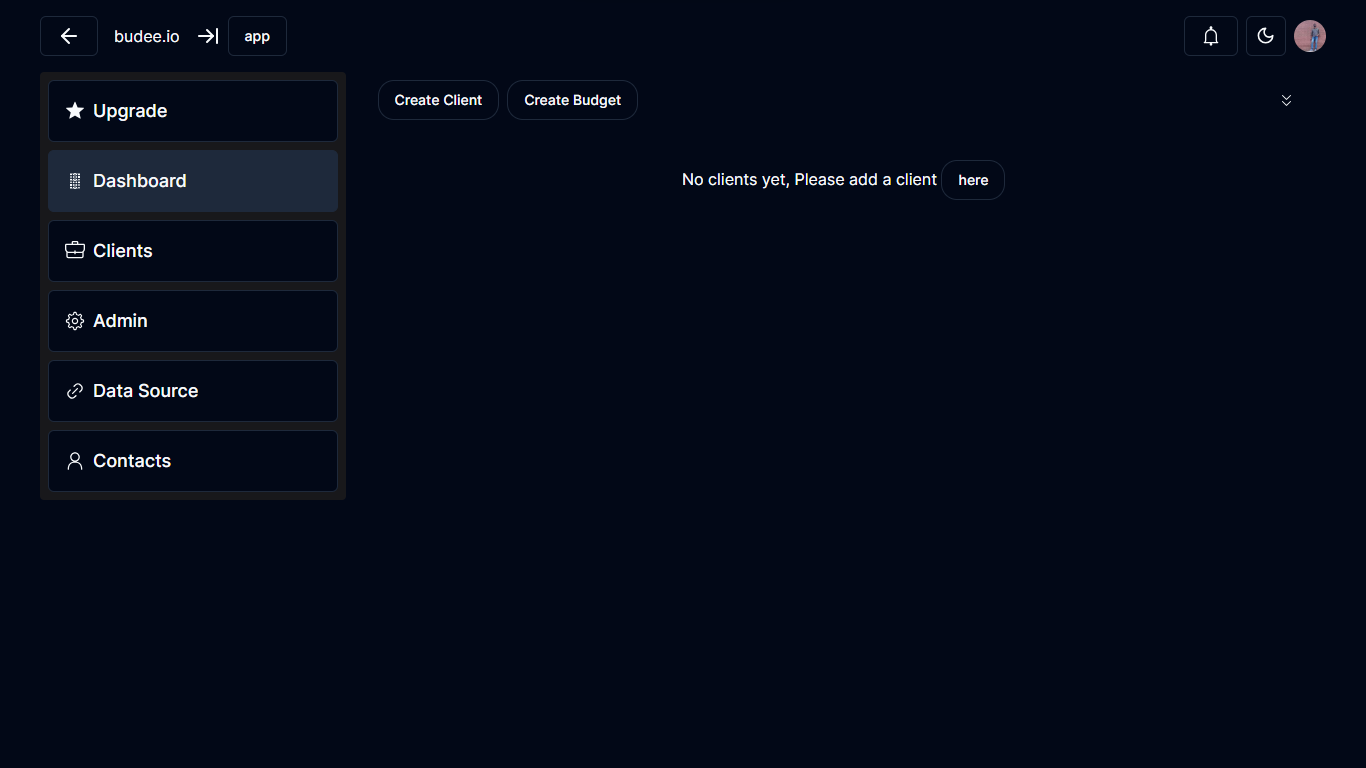 budee.io
app
Upgrade
Dashboard
Clients
Admin
Data Source
Contacts
Create Client
Create Budget
No clients yet, Please add a client here